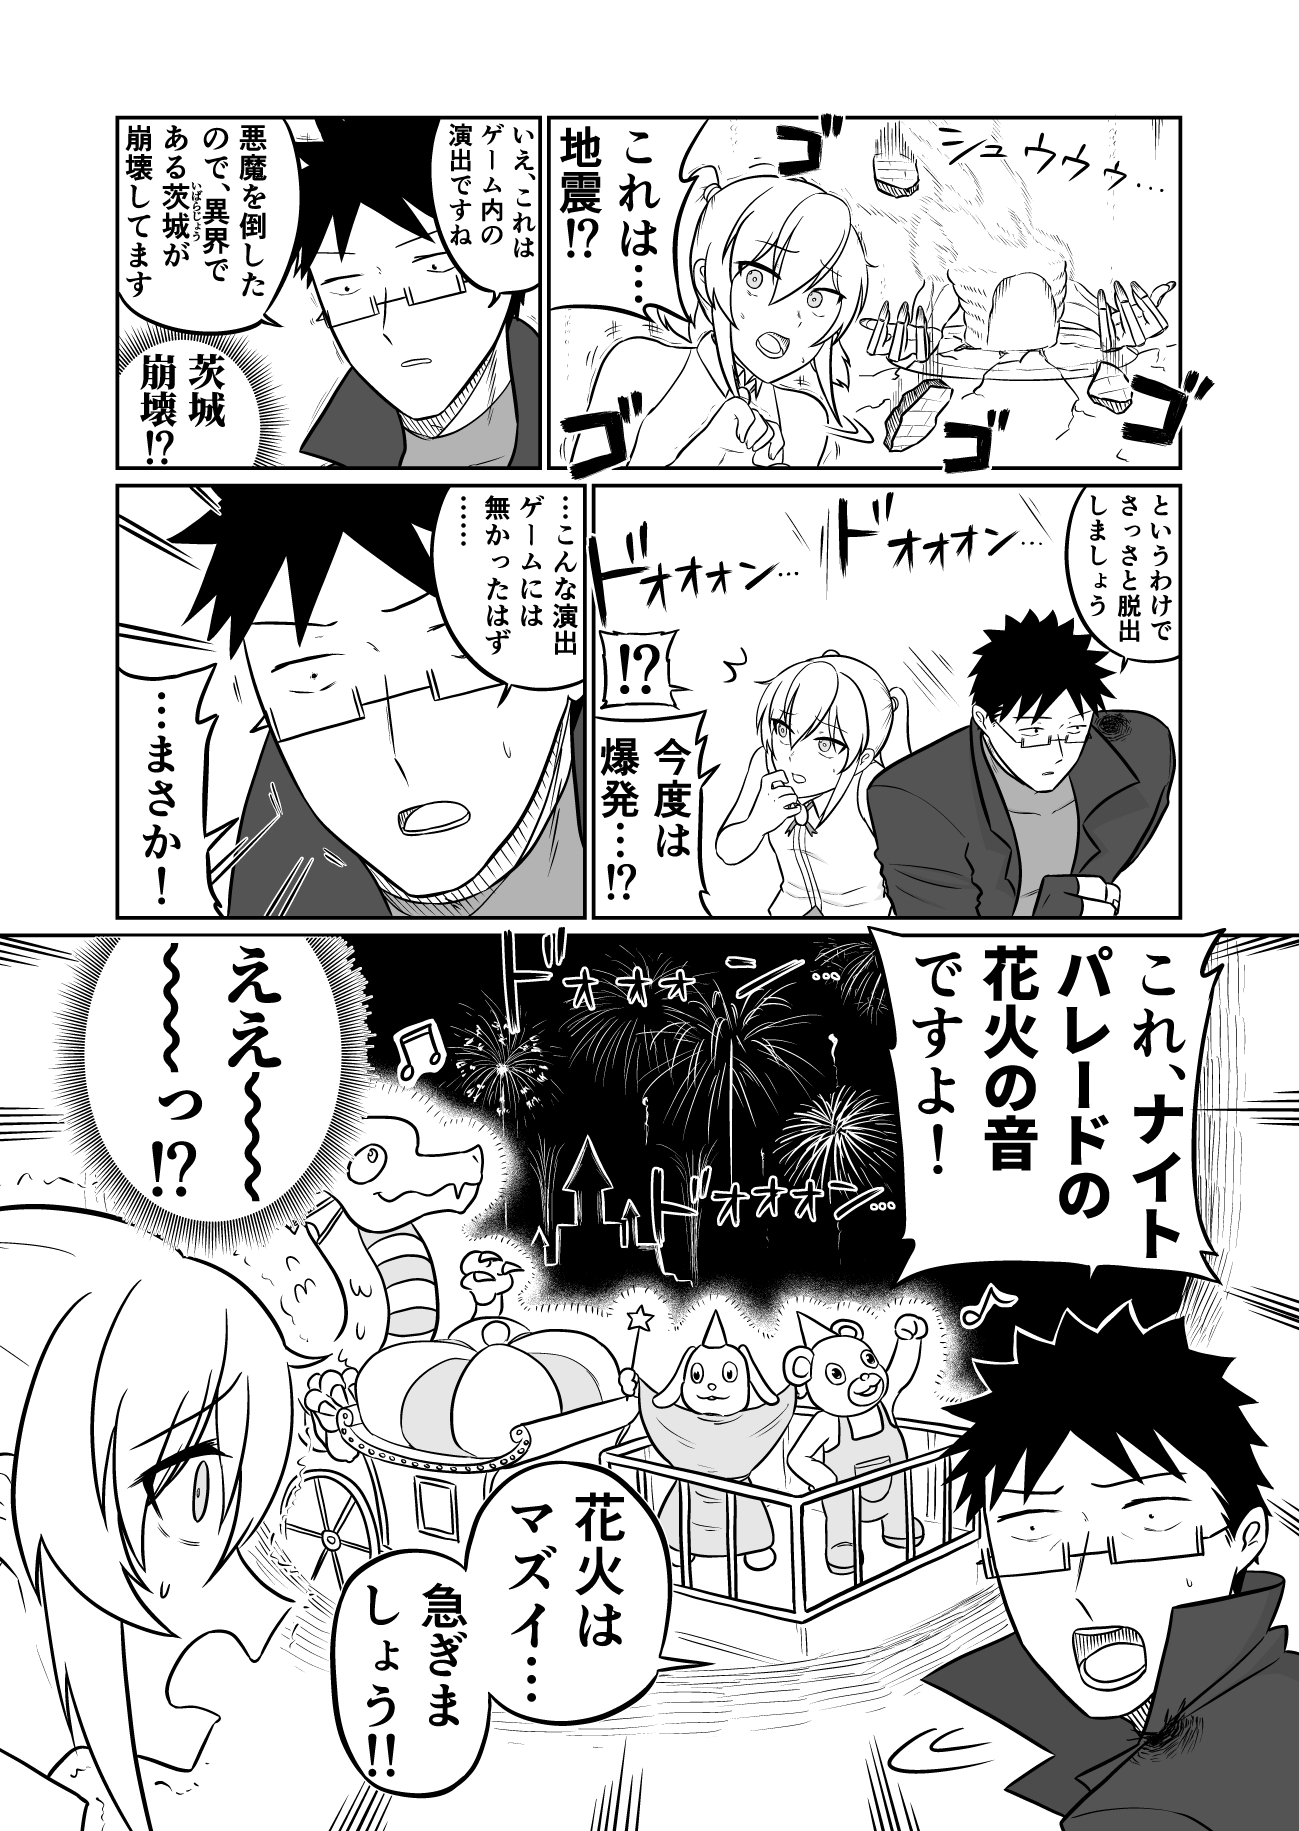 シュウウゥゥ…
ゴ
ゴ
ゴ
ゴ
これは…
地震!?
いえ、これは
ゲーム内の
演出ですね
悪魔を倒した
ので、異界で
ある茨城が
いばらじょう
崩壊してます
茨城
崩壊!?
というわけで
さっさと脱出
しましょう
ドオオオン…
ドオオオン…
!?
今度は
爆発…!?
…こんな演出
ゲームには
無かったはず
……
…まさか！
これ、ナイト
パレードの
花火の音
ですよ！
ドォォォン…
ドォォォン…
ええ〜〜〜
〜〜〜っ!?
花火は
マズイ…
急ぎま
しょう!!